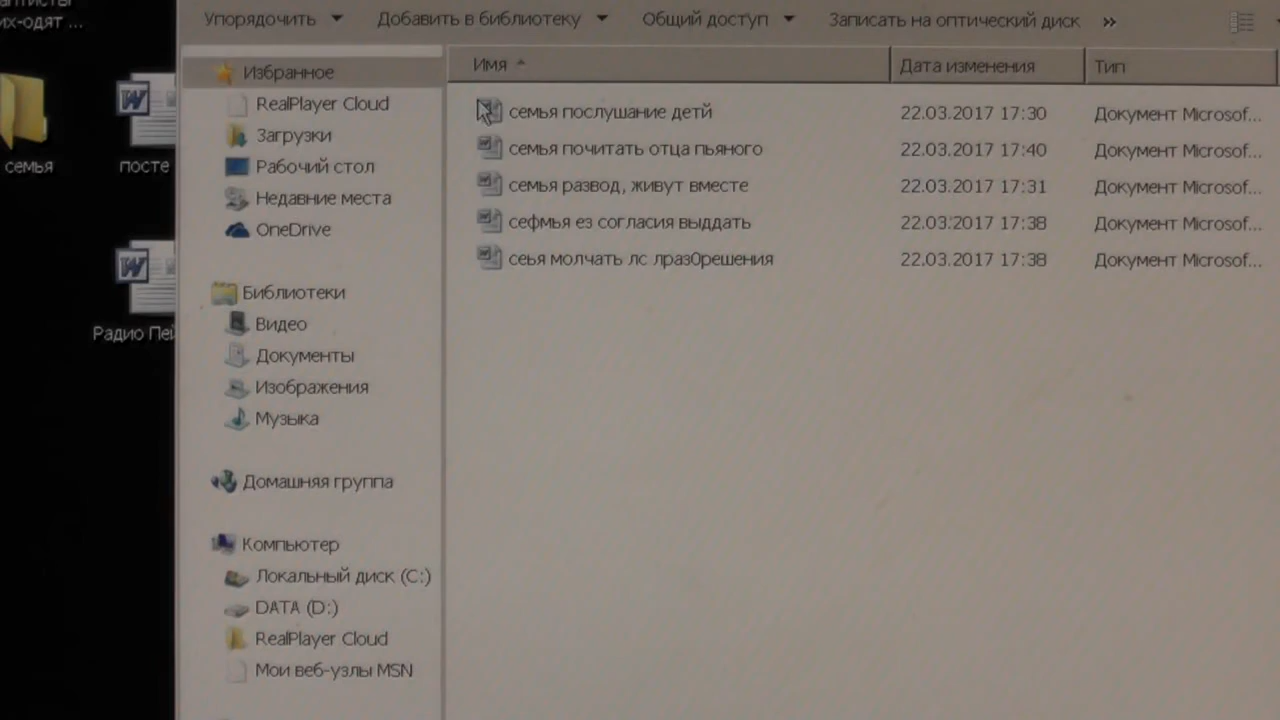 их-одят ...
семья
посте
Радио Пей
Упорядочить
Добавить в библиотеку
Общий доступ
Записать на оптический диск
»
Избранное
RealPlayer Cloud
Загрузки
Рабочий стол
Недавние места
OneDrive
Библиотеки
Видео
Документы
Изображения
Музыка
Домашняя группа
Компьютер
Локальный диск (C:)
DATA (D:)
RealPlayer Cloud
Мои веб-узлы MSN
Имя Дата изменения Тип
семья послушание детй 22.03.2017 17:30 Документ Microsof...
семья почитать отца пьяного 22.03.2017 17:40 Документ Microsof...
семья развод, живут вместе 22.03.2017 17:31 Документ Microsof...
сефмья ез согласия выддать 22.03.2017 17:38 Документ Microsof...
сеья молчать лс лраз0решения 22.03.2017 17:38 Документ Microsof...